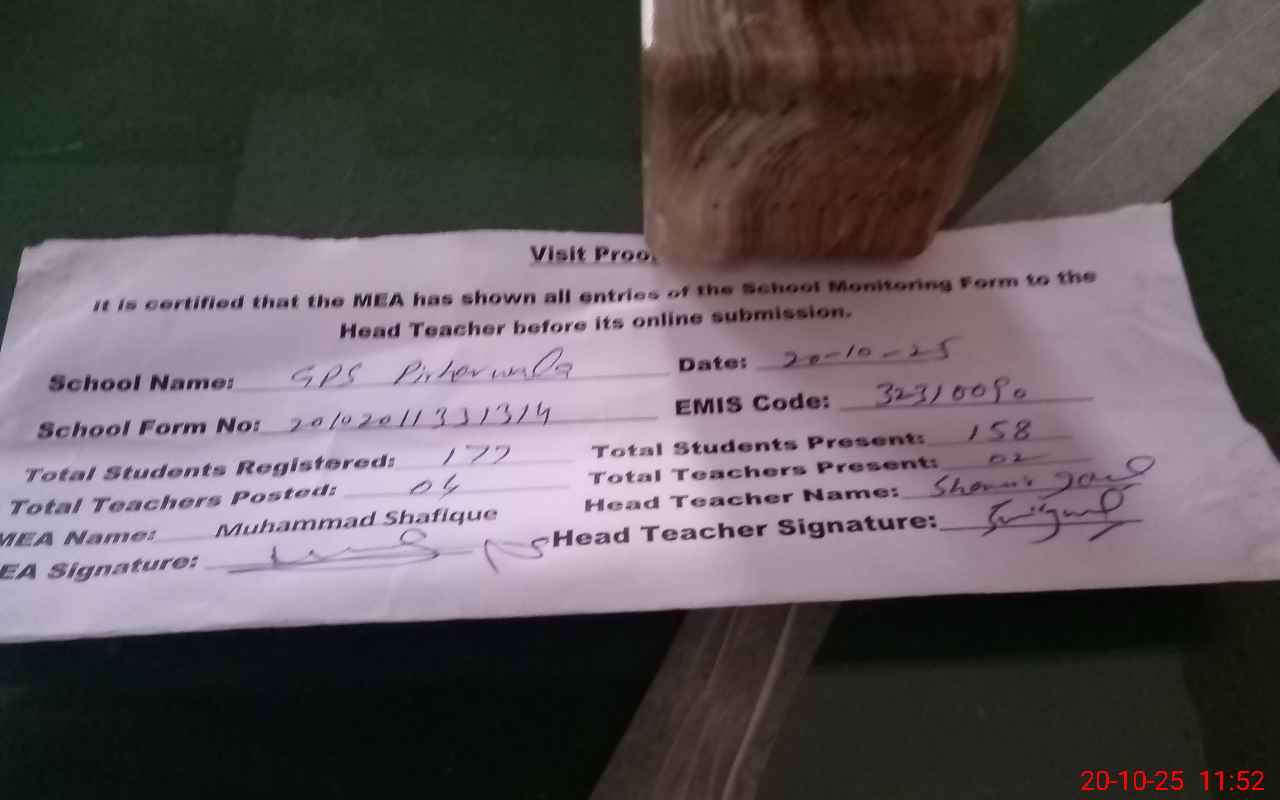 Visit Proo
It is certified that the MEA has shown all entries of the School Monitoring Form to the
Head Teacher before its online submission.
School Name: GPS Date: 20-10-25
School Form No: 20102011331314 EMIS Code: 32310090
Total Students Registered: 177 Total Students Present: 158
Total Teachers Posted: 04 Total Teachers Present: 02
MEA Name: Muhammad Shafique Head Teacher Name:
EA Signature: Head Teacher Signature:
20-10-25 11:52